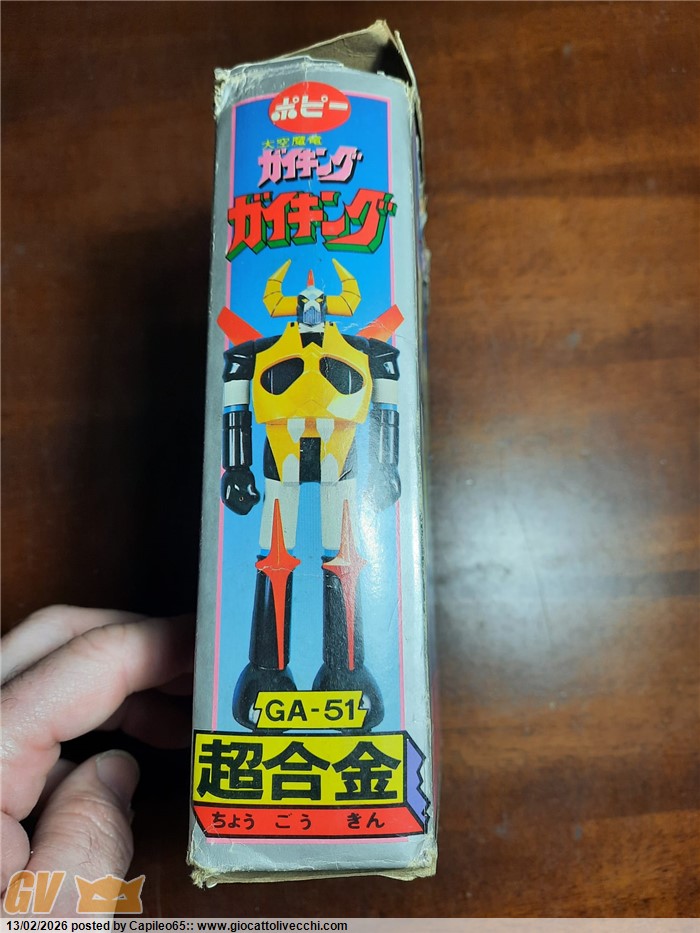 ポピー
大空魔竜
ガイキング
ガイキング
GA-51
超合金
ちょう ごう きん
GV
13/02/2026 posted by Capileo65:: www.giocattolivecchi.com